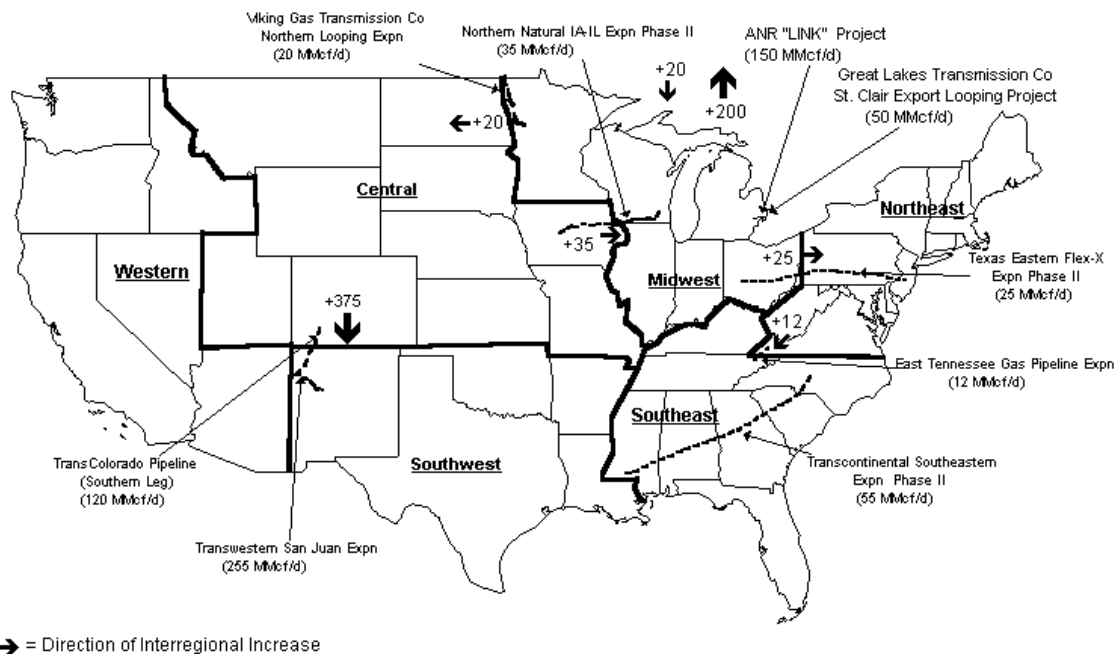 Viking Gas Transmission Co
Northern Looping Expn
(20 MMcf/d)
Northern Natural IA-IL Expn Phase II
(35 MMcf/d)
ANR "LINK" Project
(150 MMcf/d)
Great Lakes Transmission Co
St. Clair Export Looping Project
(50 MMcf/d)
+20
+200
+20
Central
Northeast
+35
+25
Western
Midwest
Texas Eastern Flex-X
Expn Phase II
(25 MMcf/d)
+375
+12
East Tennessee Gas Pipeline Expn
(12 MMcf/d)
Southeast
TransColorado Pipeline
(Southern Leg)
(120 MMcf/d)
Southwest
Transcontinental Southeastern
Expn Phase II
(55 MMcf/d)
Transwestern San Juan Expn
(255 MMcf/d)
= Direction of Interregional Increase